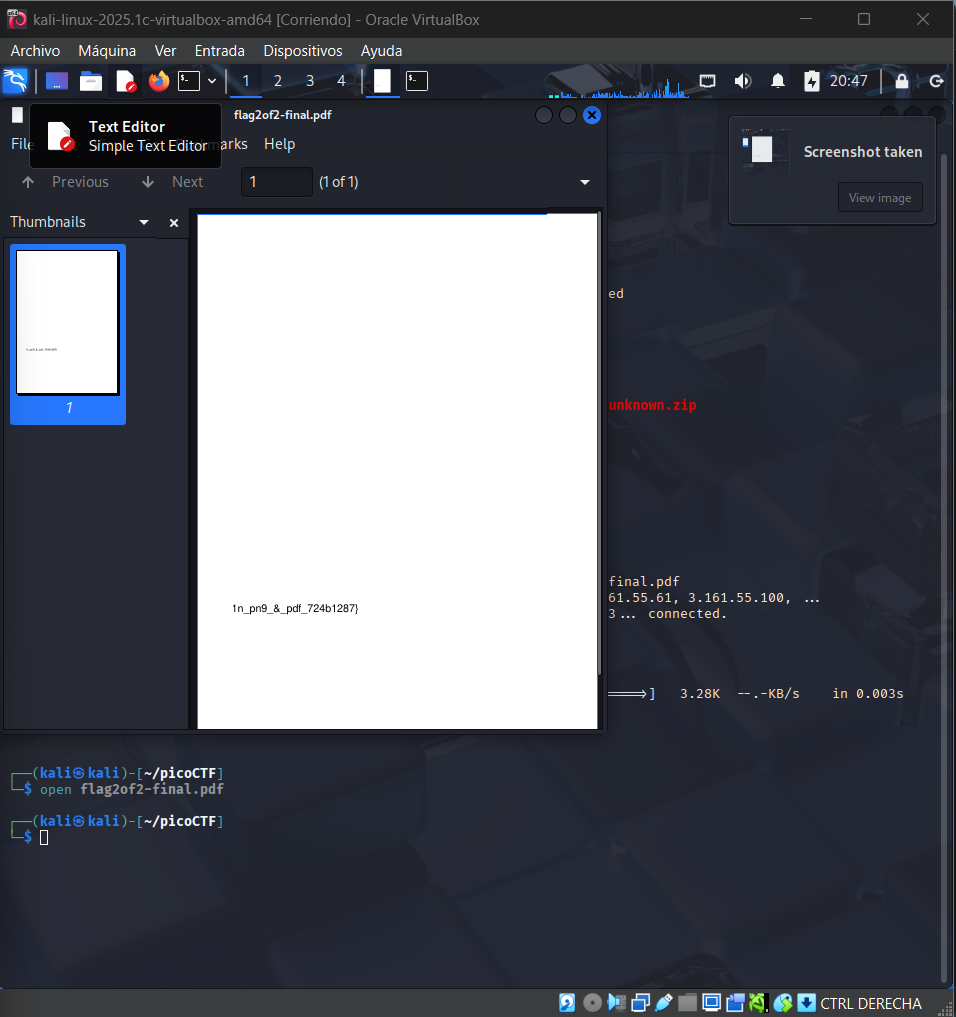 kali-linux-2025.1c-virtualbox-amd64 [Corriendo] - Oracle VirtualBox
Archivo Máquina Ver Entrada Dispositivos Ayuda
1 2 3 4 20:47
flag2of2-final.pdf
Text Editor
Simple Text Editor
File
arks Help
Screenshot taken
View image
Previous Next 1 (1 of 1)
Thumbnails
1
1n_pn9_&_pdf_724b1287}
ed
unknown.zip
final.pdf
61.55.61, 3.161.55.100, ...
3... connected.
=====>] 3.28K --.-KB/s in 0.003s
┌──(kali㉿kali)-[~/picoCTF]
└─$ open flag2of2-final.pdf
┌──(kali㉿kali)-[~/picoCTF]
└─$
CTRL DERECHA